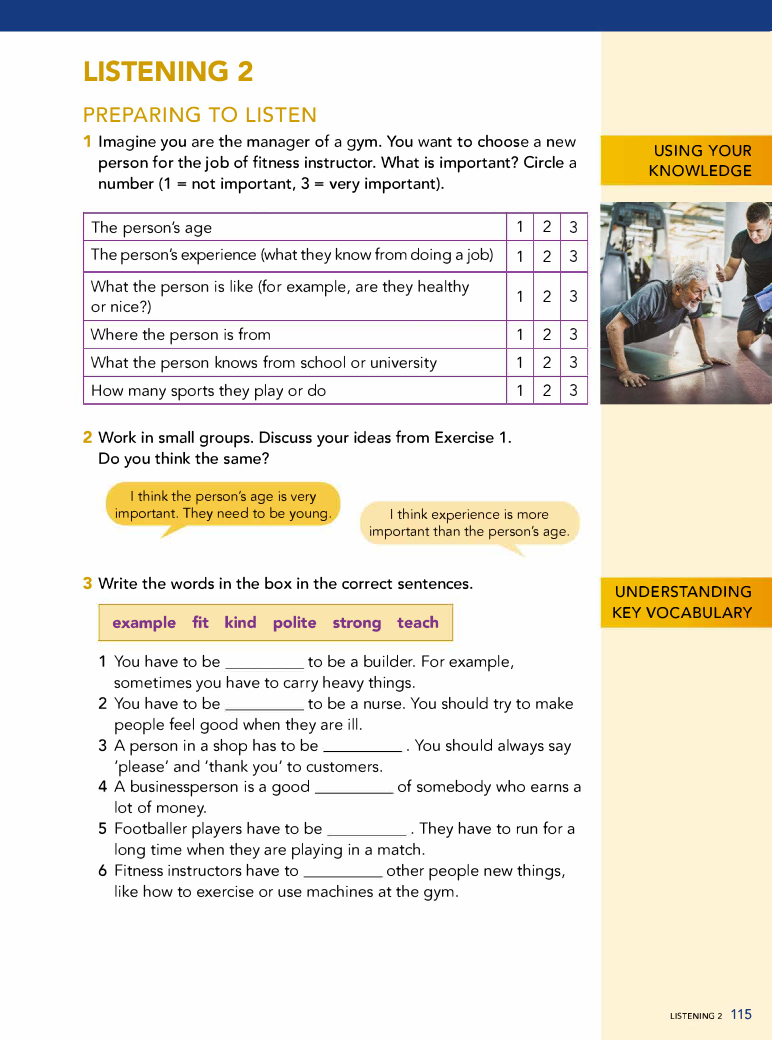 LISTENING 2
PREPARING TO LISTEN
1 Imagine you are the manager of a gym. You want to choose a new
person for the job of fitness instructor. What is important? Circle a
number (1 = not important, 3 = very important).
USING YOUR
KNOWLEDGE
The person's age 1 2 3
The person's experience (what they know from doing a job) 1 2 3
What the person is like (for example, are they healthy
or nice?) 1 2 3
Where the person is from 1 2 3
What the person knows from school or university 1 2 3
How many sports they play or do 1 2 3
2 Work in small groups. Discuss your ideas from Exercise 1.
Do you think the same?
I think the person's age is very
important. They need to be young.
I think experience is more
important than the person's age.
3 Write the words in the box in the correct sentences.
UNDERSTANDING
KEY VOCABULARY
example fit kind polite strong teach
1 You have to be __________ to be a builder. For example,
sometimes you have to carry heavy things.
2 You have to be __________ to be a nurse. You should try to make
people feel good when they are ill.
3 A person in a shop has to be __________ . You should always say
'please' and 'thank you' to customers.
4 A businessperson is a good __________ of somebody who earns a
lot of money.
5 Footballer players have to be __________ . They have to run for a
long time when they are playing in a match.
6 Fitness instructors have to __________ other people new things,
like how to exercise or use machines at the gym.
LISTENING 2 115